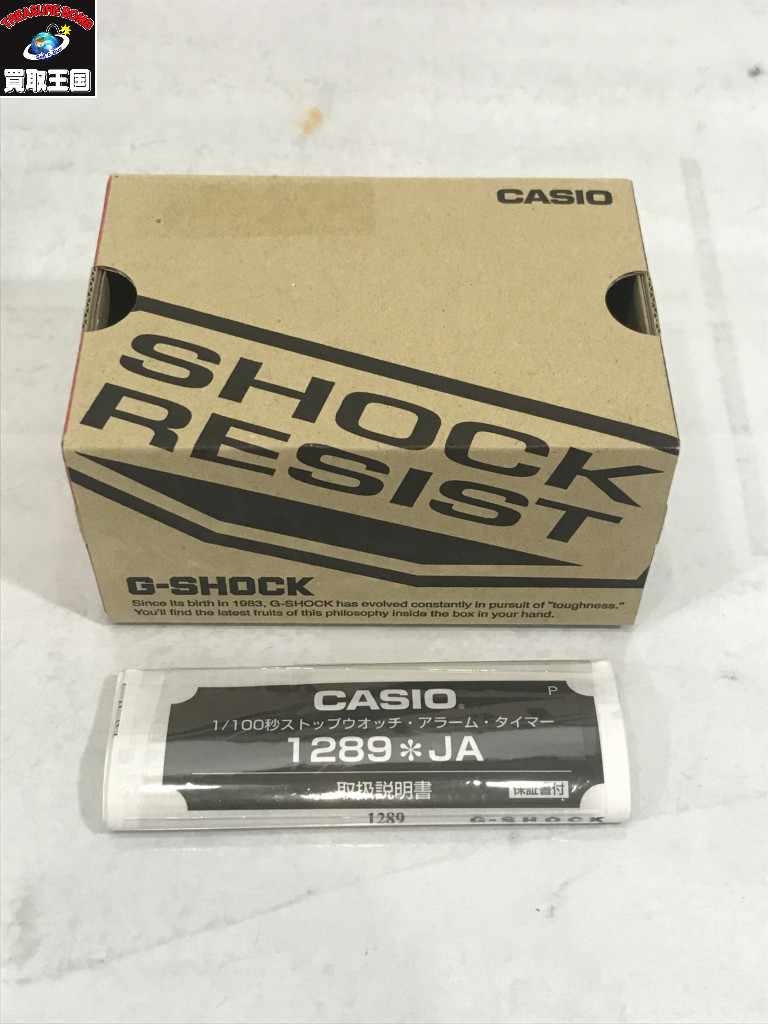 TREASURE BOMB
買取王国
CASIO
SHOCK
RESIST
G-SHOCK
Since its birth in 1983, G-SHOCK has evolved constantly in pursuit of "toughness."
You'll find the latest fruits of this philosophy inside the box in your hand.
P
CASIO®
1/100秒ストップウオッチ・アラーム・タイマー
1289＊JA
取扱説明書
保証書付
1289
G-SHOCK